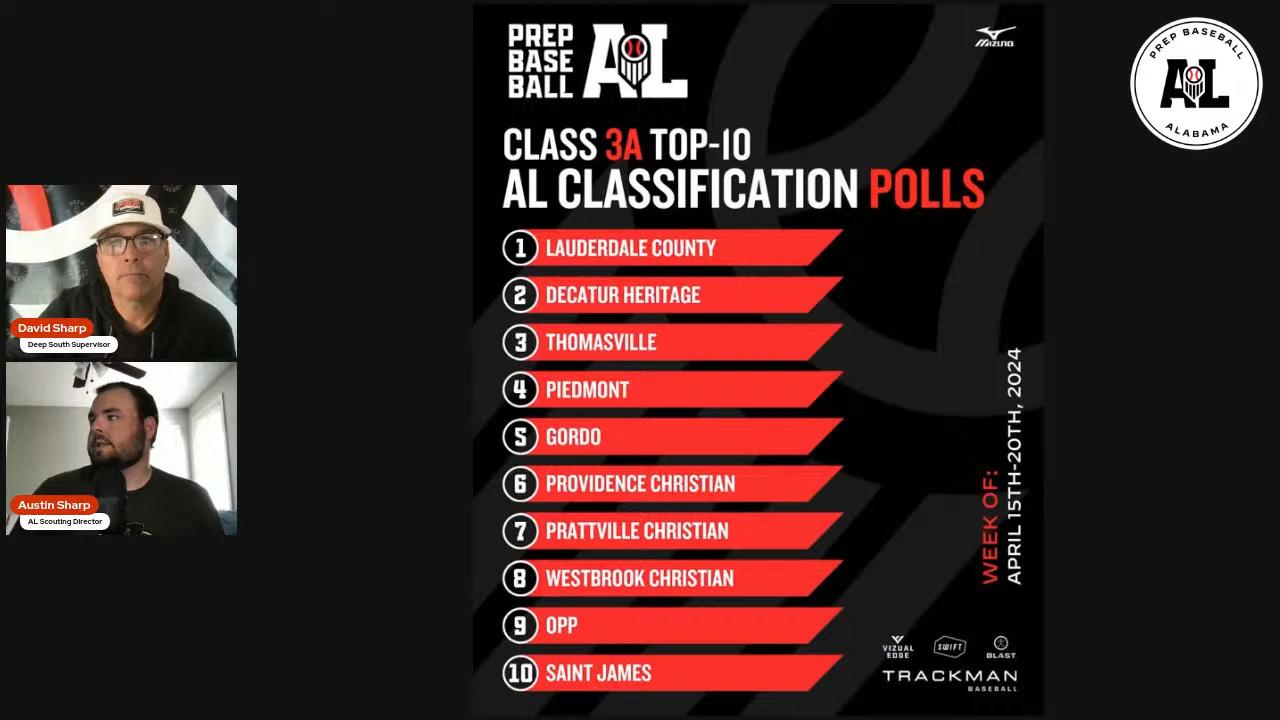 PREP
BASE
BALL
AL
MIZUNO
PREP BASEBALL
AL
ALABAMA
CLASS 3A TOP-10
AL CLASSIFICATION POLLS
1 LAUDERDALE COUNTY
2 DECATUR HERITAGE
3 THOMASVILLE
4 PIEDMONT
5 GORDO
6 PROVIDENCE CHRISTIAN
7 PRATTVILLE CHRISTIAN
8 WESTBROOK CHRISTIAN
9 OPP
10 SAINT JAMES
WEEK OF:
APRIL 15TH-20TH, 2024
VIZUAL
EDGE
SWIFT
BLAST
TRACKMAN
BASEBALL
David Sharp
Deep South Supervisor
Austin Sharp
AL Scouting Director